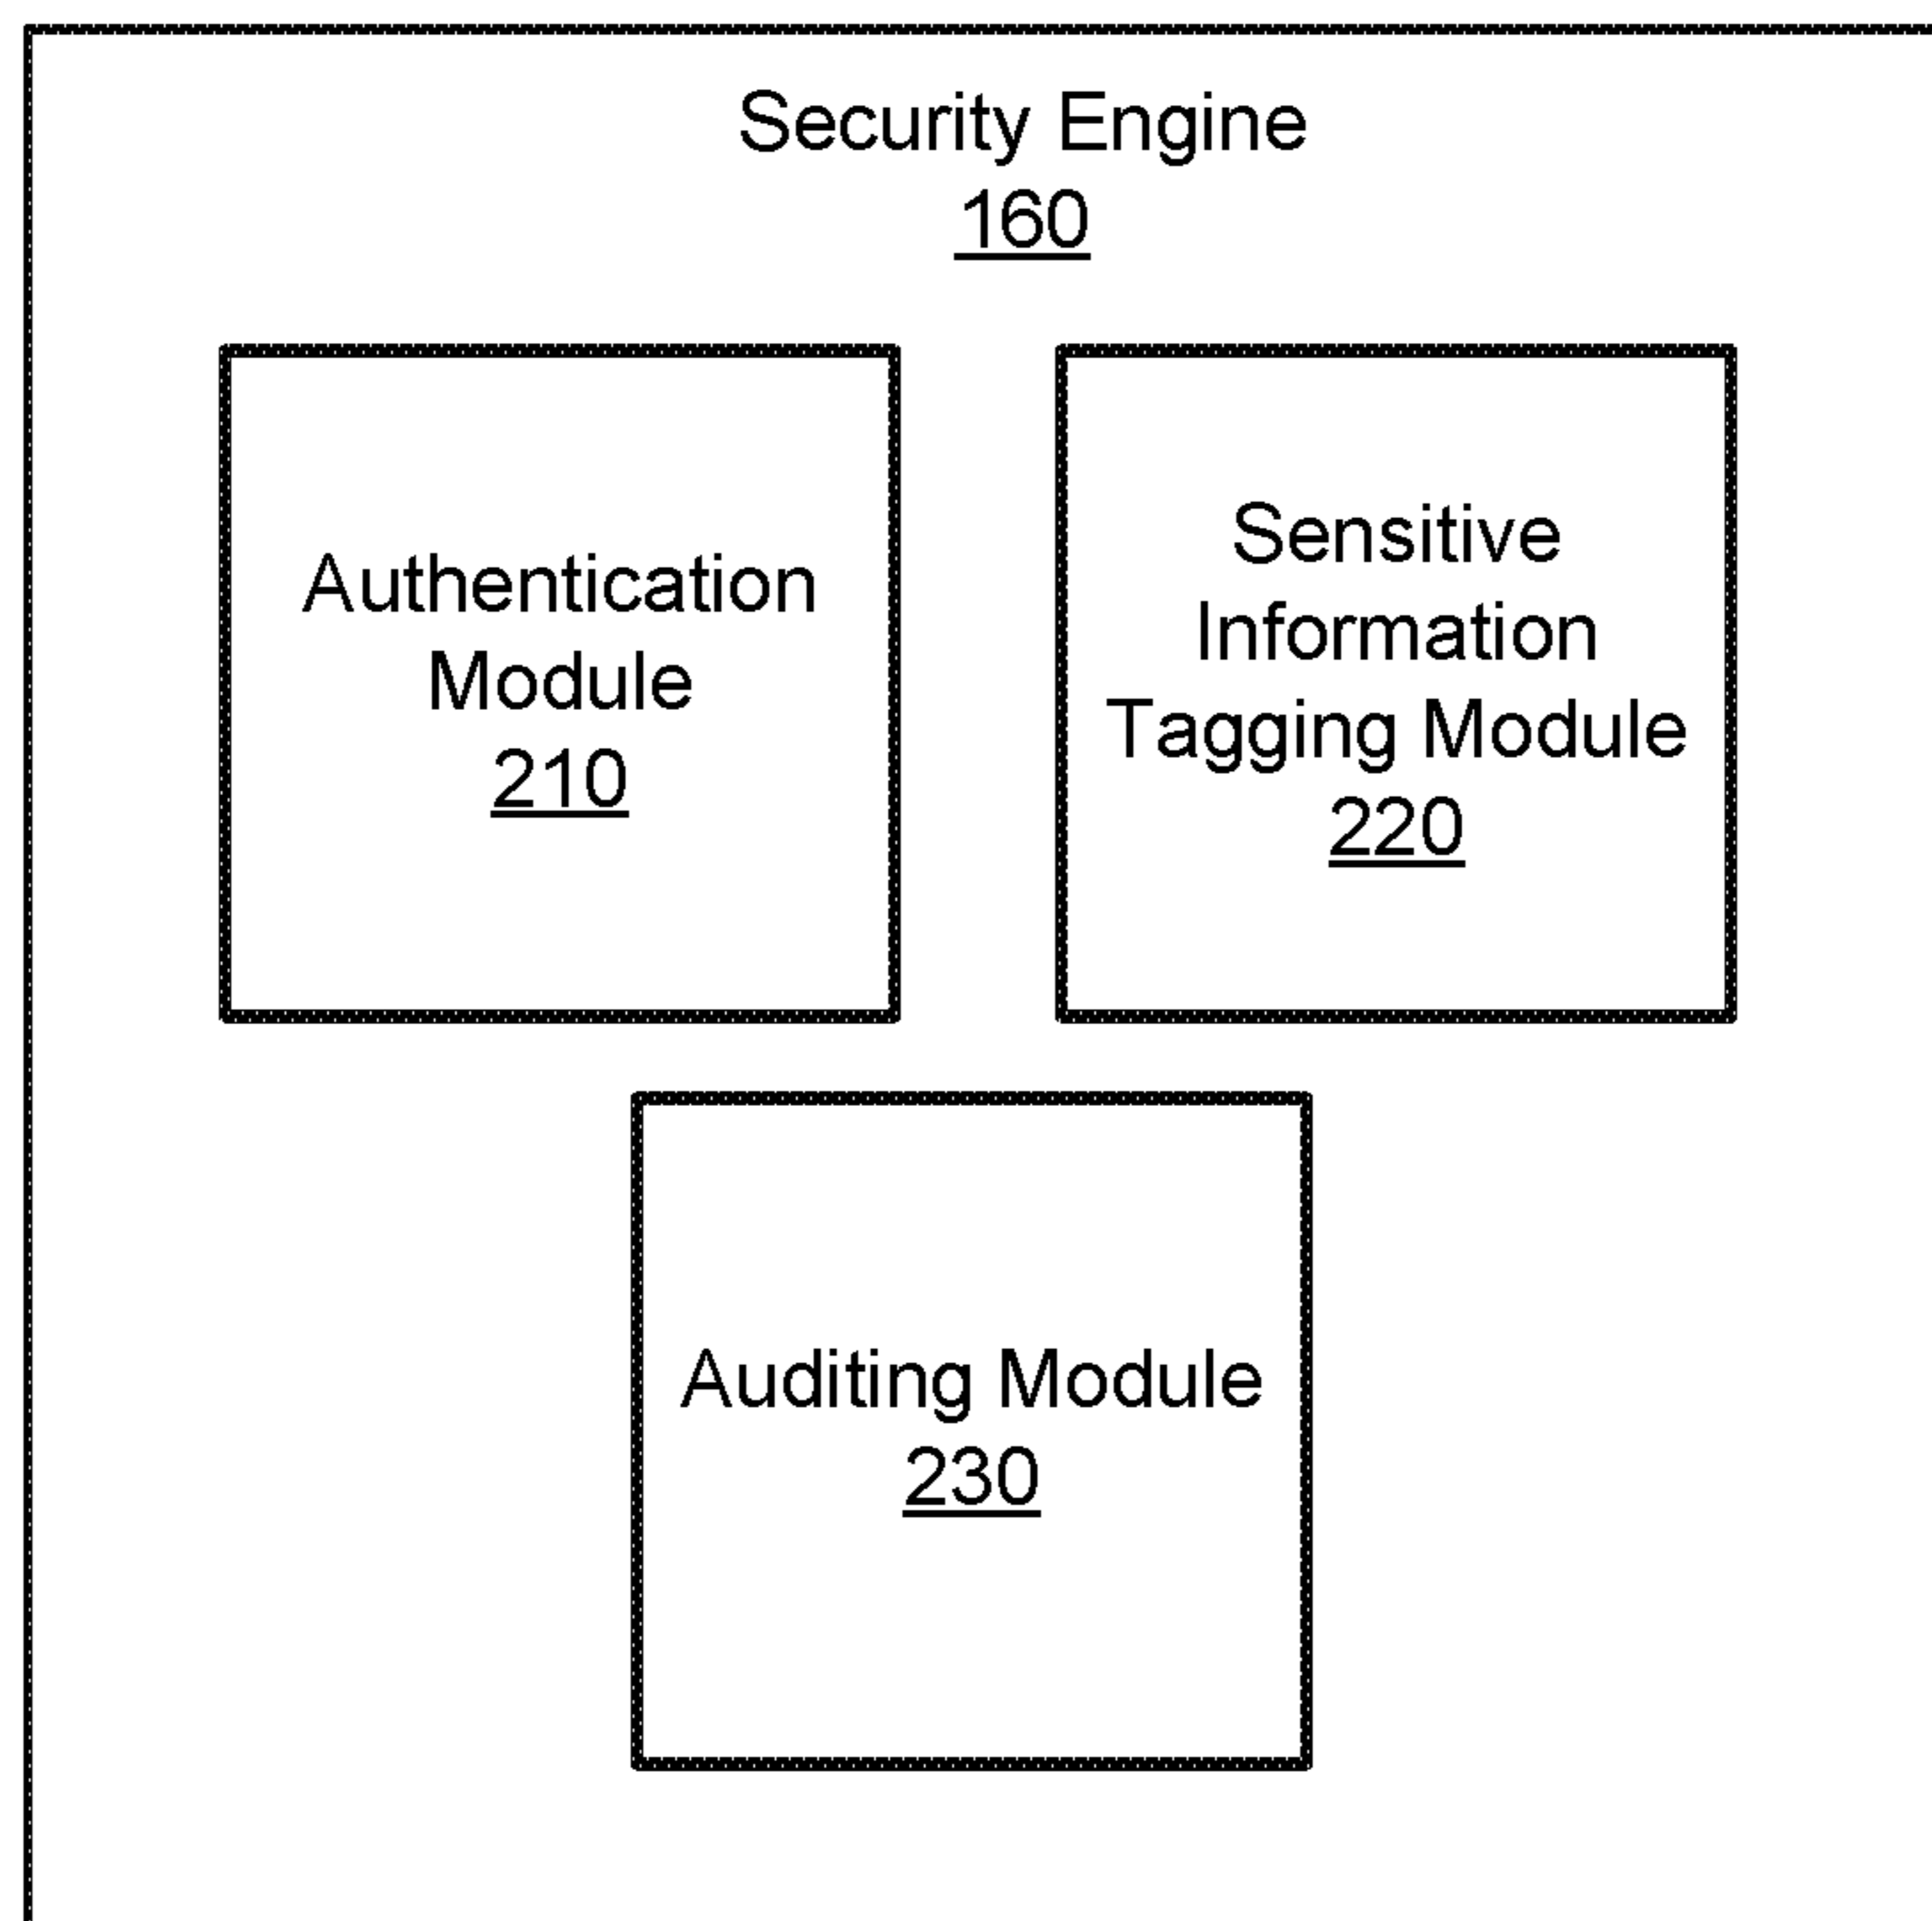 Security Engine
160
Authentication
Module
210
Sensitive
Information
Tagging Module
220
Auditing Module
230